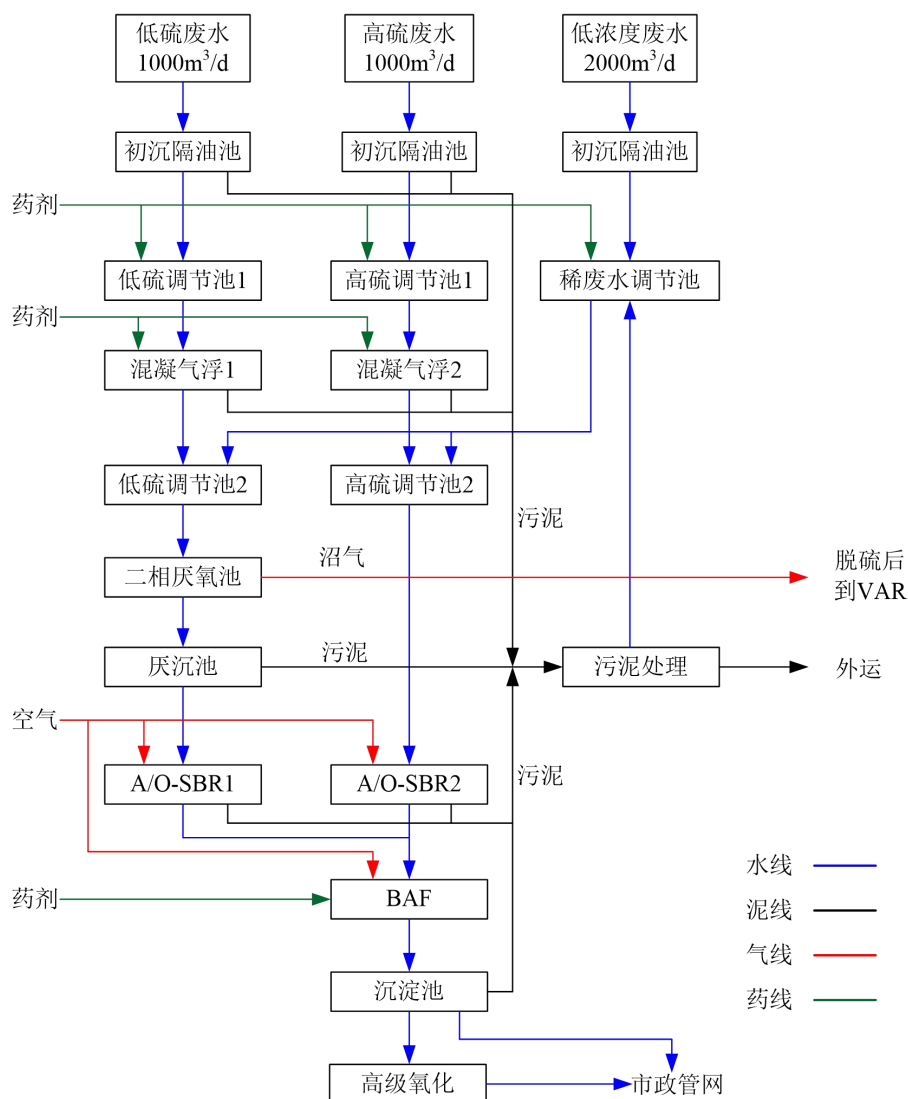 低硫废水
1000m³/d
高硫废水
1000m³/d
低浓度废水
2000m³/d
初沉隔油池
初沉隔油池
初沉隔油池
药剂
低硫调节池1
高硫调节池1
稀废水调节池
药剂
混凝气浮1
混凝气浮2
低硫调节池2
高硫调节池2
污泥
二相厌氧池
沼气
脱硫后
到VAR
厌沉池
污泥
污泥处理
外运
空气
A/O-SBR1
A/O-SBR2
污泥
药剂
BAF
沉淀池
高级氧化
市政管网
水线
泥线
气线
药线